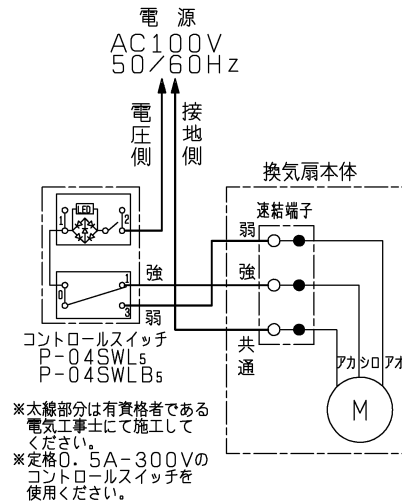 電源
AC100V
50/60Hz
電圧側
接地側
換気扇本体
速結端子
LED
1
2
弱
強
0
1
3
強
弱
共通
コントロールスイッチ
P-04SWL5
P-04SWLB5
アカ シロ アオ
M
※太線部分は有資格者である
電気工事士にて施工して
ください。
※定格0.5A-300Vの
コントロールスイッチを
使用ください。